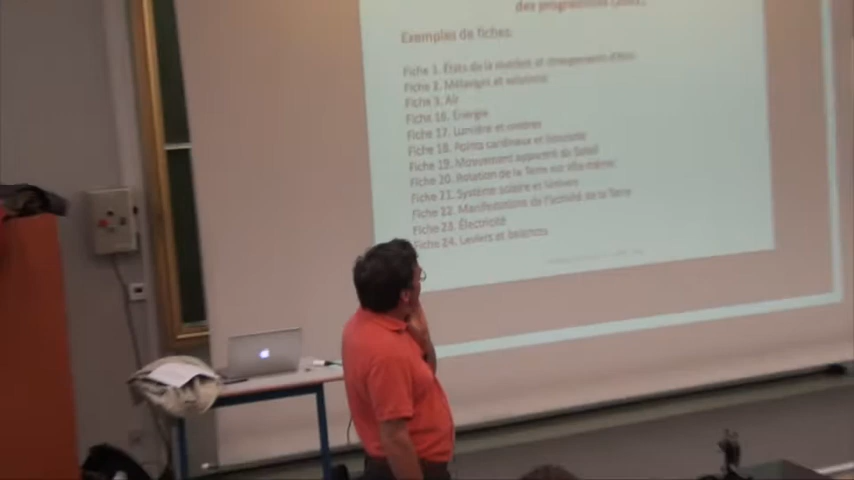 des programmes
Exemples de fiches
Fiche 1. États de la matière et changements d'état
Fiche 2. Mélanges et solutions
Fiche 3. Air
Fiche 16. Énergie
Fiche 17. Lumière et ombres
Fiche 18. Points cardinaux et boussole
Fiche 19. Mouvement apparent du Soleil
Fiche 20. Rotation de la Terre sur elle-même
Fiche 21. Système solaire et Univers
Fiche 22. Manifestations de l'activité de la Terre
Fiche 23. Électricité
Fiche 24. Leviers et balances